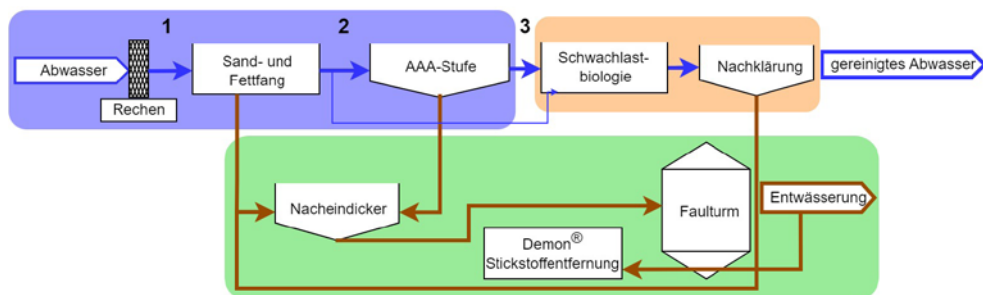 1
2
3
Abwasser
Rechen
Sand- und
Fettfang
AAA-Stufe
Schwachlast-
biologie
Nachklärung
gereinigtes Abwasser
Nacheindicker
Demon®
Stickstoffentfernung
Faulturm
Entwässerung